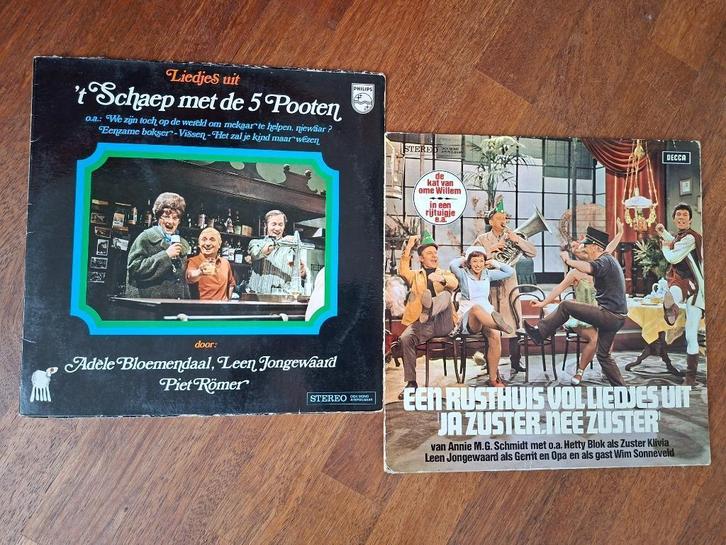 Liedjes uit
't Schaep met de 5 Pooten
PHILIPS
o.a.: We zijn toch op de wereld om mekaar te helpen, niewaar?
Eenzame bokser - Vissen - Het zal je kind maar wezen
door:
Adèle Bloemendaal, Leen Jongewaard
Piet Römer
STEREO
STEREO
DECCA
de
kat van
ome Willem
in een
rijtuigje
e.a.
EEN RUSTHUIS VOL LIEDJES UIT
JA ZUSTER, NEE ZUSTER
van Annie M.G. Schmidt met o.a. Hetty Blok als Zuster Klivia
Leen Jongewaard als Gerrit en Opa en als gast Wim Sonneveld